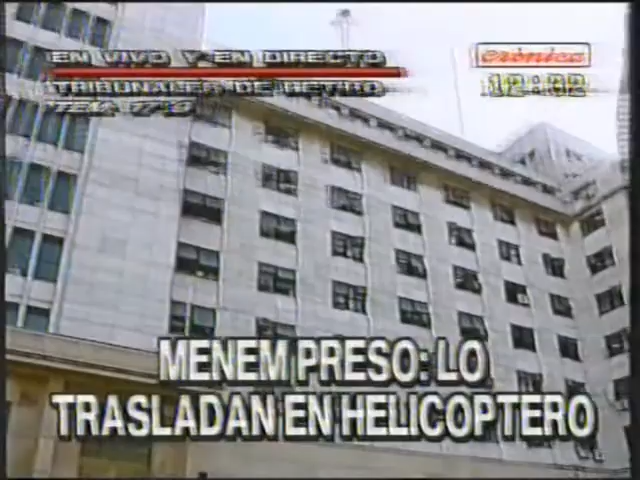 EN VIVO Y EN DIRECTO
crónica
TRIBUNALES DE RETIRO
12:32
MENEM PRESO: LO
TRASLADAN EN HELICOPTERO